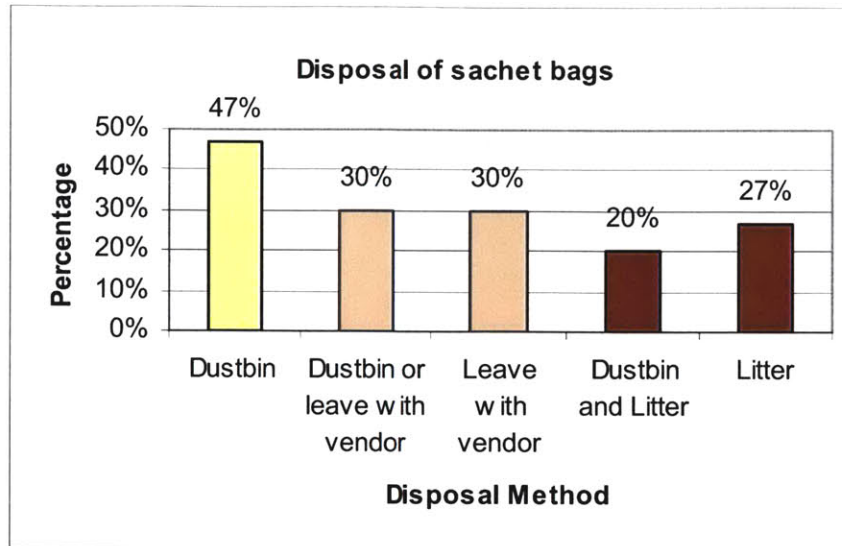 Disposal of sachet bags
47%
30%
30%
20%
27%
50%
40%
30%
20%
10%
0%
Percentage
Dustbin
Dustbin or
leave with
vendor
Leave
with
vendor
Dustbin
and Litter
Litter
Disposal Method